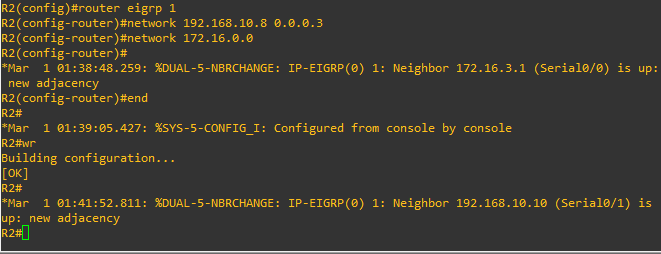 R2(config)#router eigrp 1
R2(config-router)#network 192.168.10.8 0.0.0.3
R2(config-router)#network 172.16.0.0
R2(config-router)#
*Mar  1 01:38:48.259: %DUAL-5-NBRCHANGE: IP-EIGRP(0) 1: Neighbor 172.16.3.1 (Serial0/0) is up:
 new adjacency
R2(config-router)#end
R2#
*Mar  1 01:39:05.427: %SYS-5-CONFIG_I: Configured from console by console
R2#wr
Building configuration...
[OK]
R2#
*Mar  1 01:41:52.811: %DUAL-5-NBRCHANGE: IP-EIGRP(0) 1: Neighbor 192.168.10.10 (Serial0/1) is
up: new adjacency
R2#